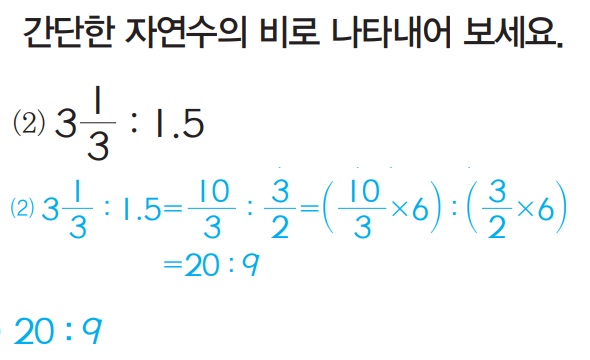 간단한 자연수의 비로 나타내어 보세요.
(2) 3 1/3 : 1.5
(2) 3 1/3 : 1.5 = 10/3 : 3/2 = (10/3 × 6) : (3/2 × 6)
= 20 : 9
20 : 9